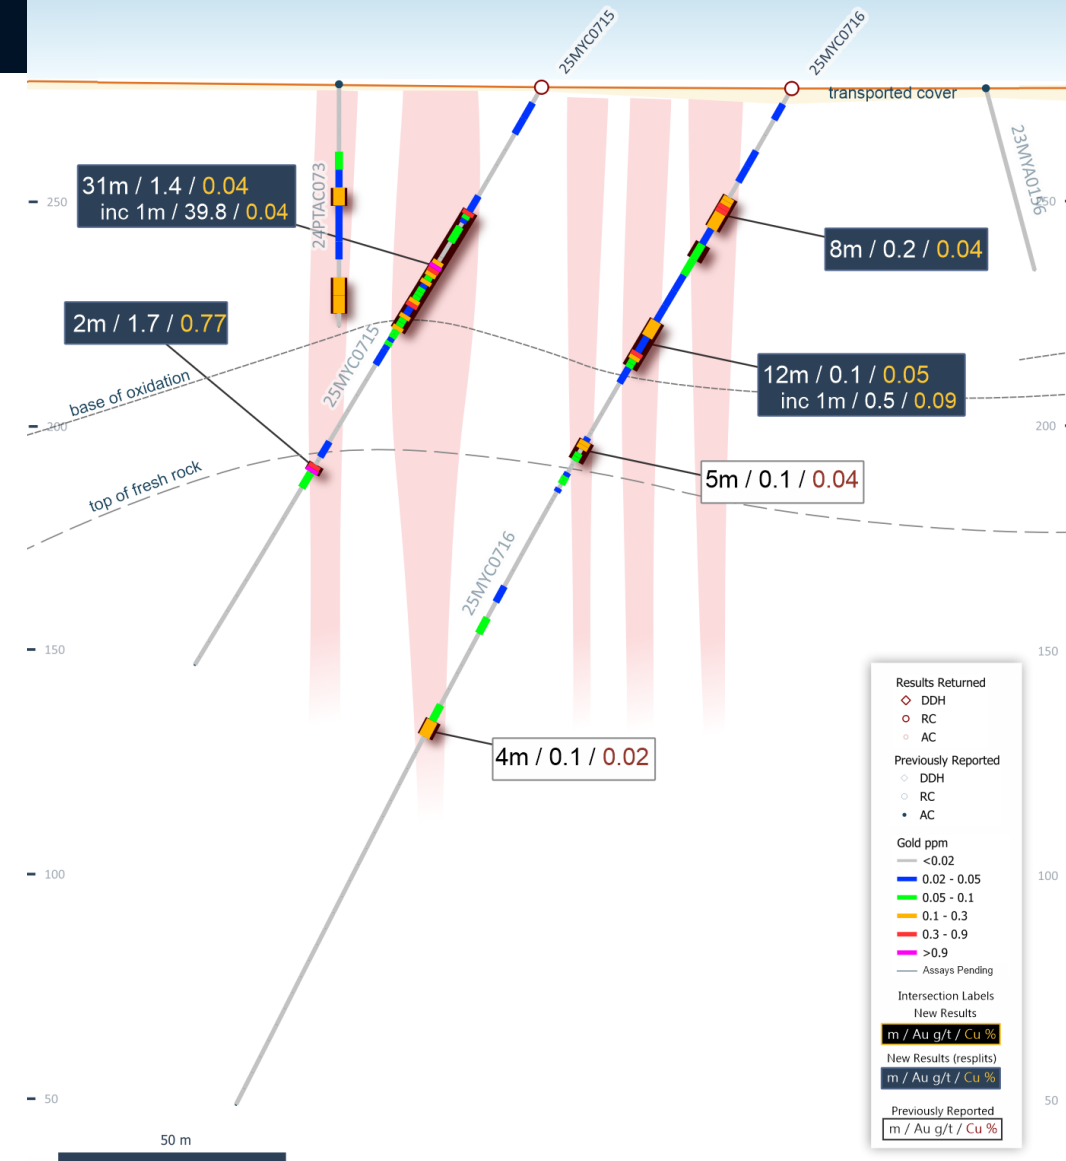 25MYC0715
25MYC0716
transported cover
24PTAC073
23MYA0156
250
250
31m / 1.4 / 0.04
inc 1m / 39.8 / 0.04
8m / 0.2 / 0.04
2m / 1.7 / 0.77
25MYC0715
base of oxidation
12m / 0.1 / 0.05
inc 1m / 0.5 / 0.09
200
200
top of fresh rock
5m / 0.1 / 0.04
25MYC0716
150
150
4m / 0.1 / 0.02
100
100
50
50
50 m
Results Returned
DDH
RC
AC
Previously Reported
DDH
RC
AC
Gold ppm
<0.02
0.02 - 0.05
0.05 - 0.1
0.1 - 0.3
0.3 - 0.9
>0.9
Assays Pending
Intersection Labels
New Results
m / Au g/t / Cu %
New Results (resplits)
m / Au g/t / Cu %
Previously Reported
m / Au g/t / Cu %